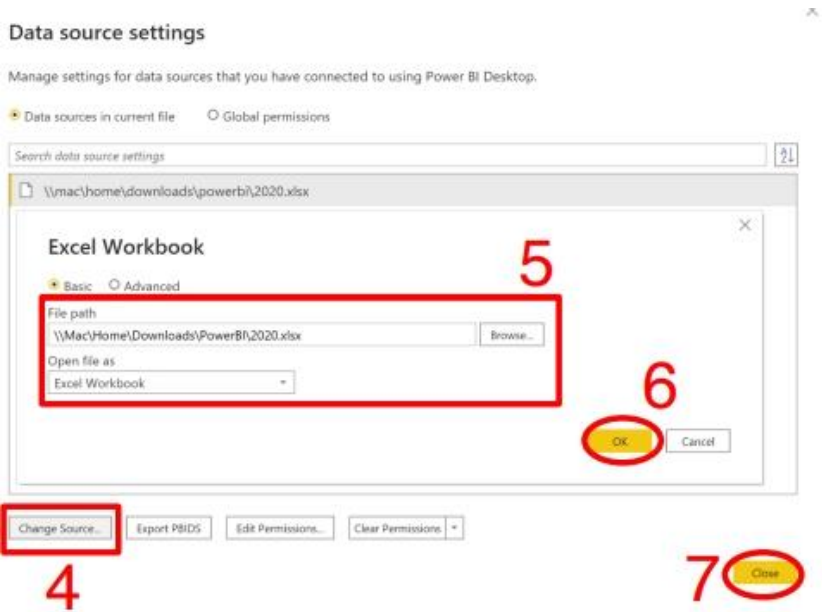 Data source settings
Manage settings for data sources that you have connected to using Power BI Desktop.
Data sources in current file Global permissions
Search data source settings
\\mac\home\downloads\powerbi\2020.xlsx
Excel Workbook
5
Basic Advanced
File path
\\Mac\Home\Downloads\PowerBI\2020.xlsx Browse...
Open file as
Excel Workbook
6
OK Cancel
Change Source... Export PBIDS Edit Permissions... Clear Permissions
4
7 Close